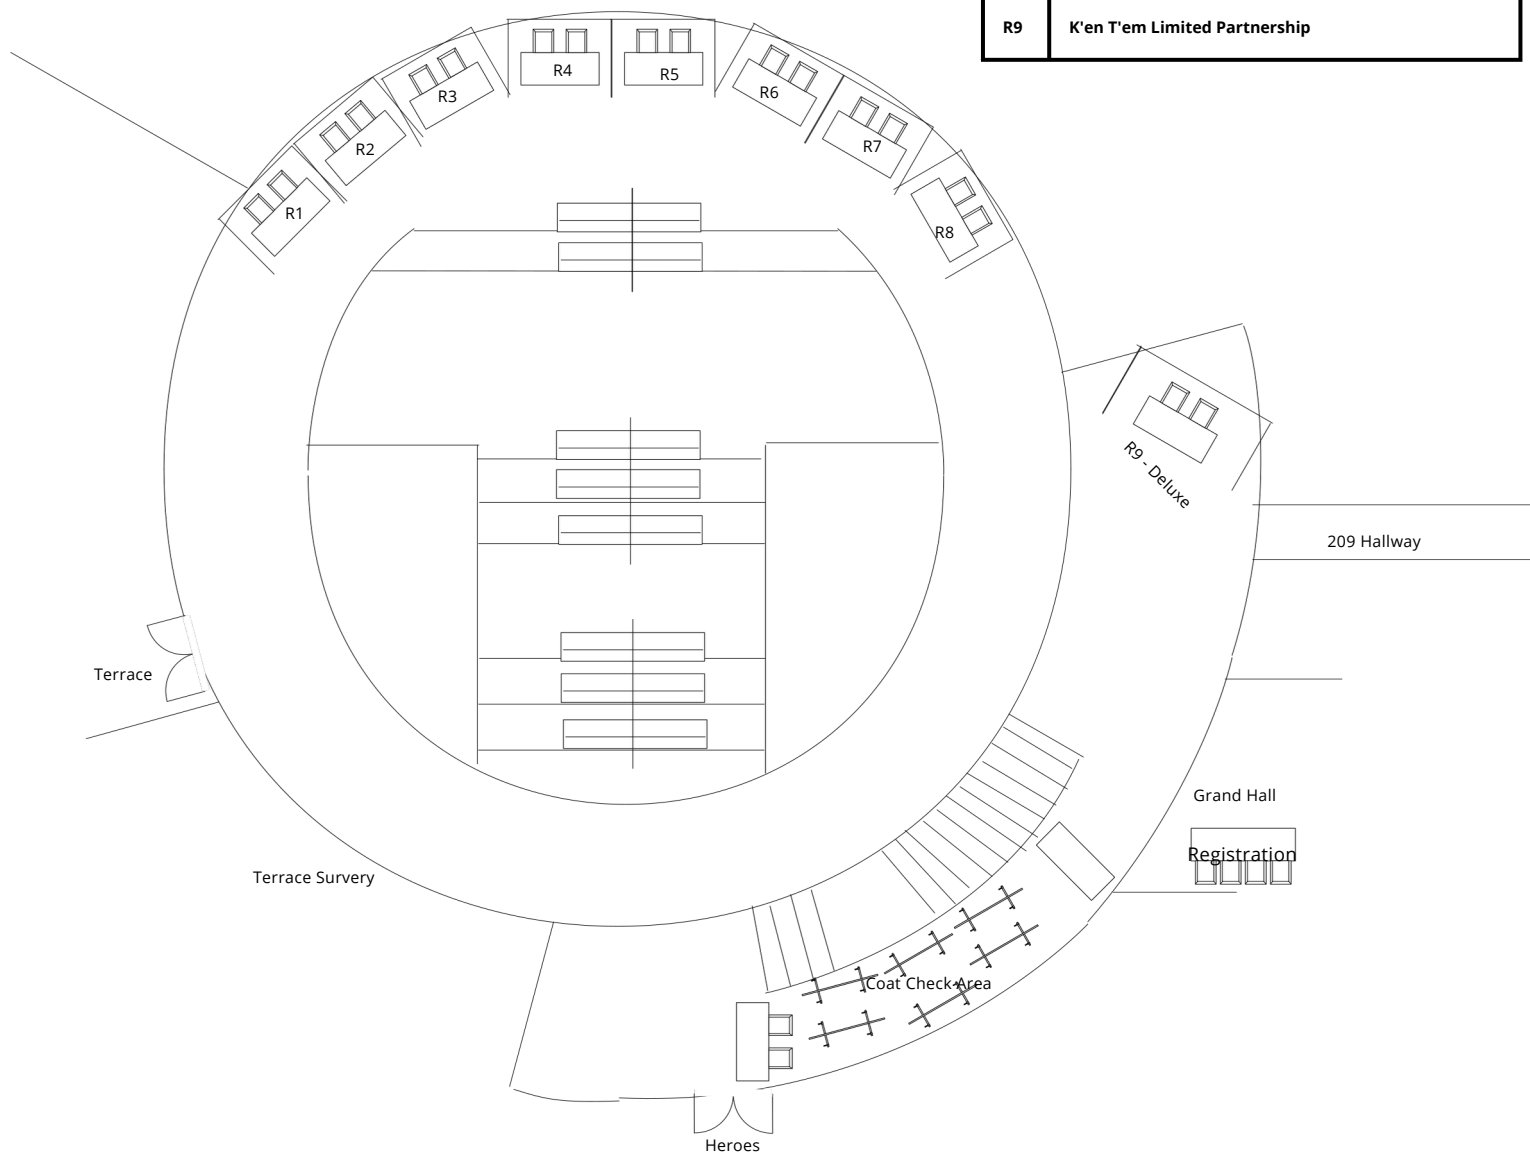 R9 K'en T'em Limited Partnership
R4
R5
R3
R6
R2
R7
R1
R8
R9 - Deluxe
209 Hallway
Terrace
Grand Hall
Registration
Terrace Survery
Coat Check Area
Heroes